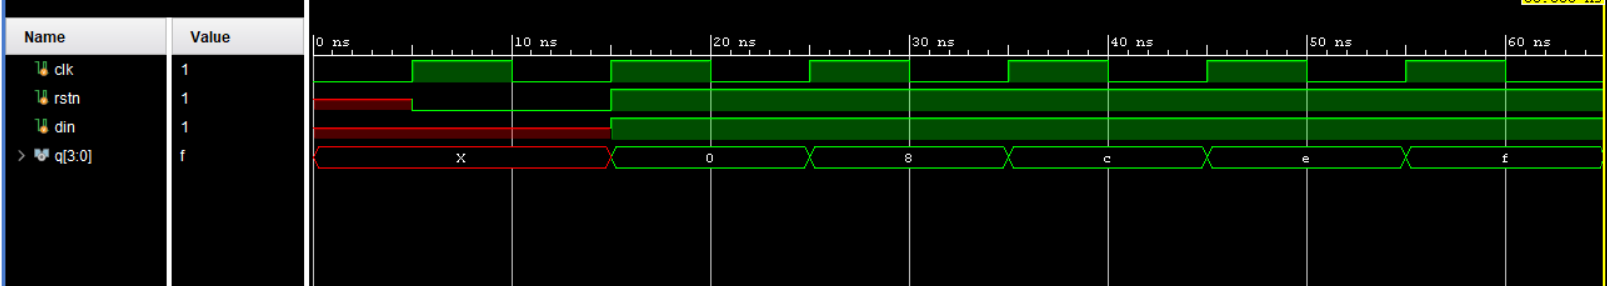 Name Value
0 ns 10 ns 20 ns 30 ns 40 ns 50 ns 60 ns
clk 1
rstn 1
din 1
q[3:0] f X 0 8 c e f